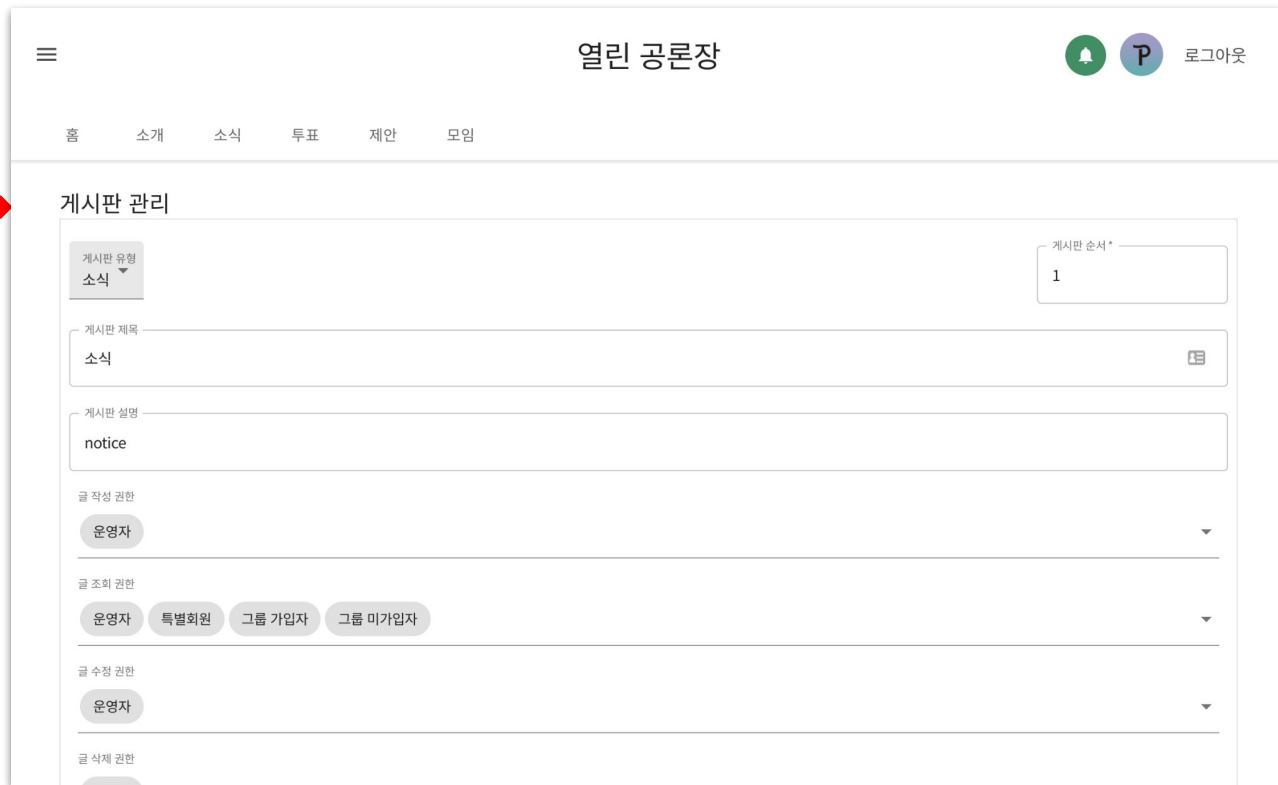 열린 공론장
로그아웃
홈 소개 소식 투표 제안 모임
게시판 관리
게시판 유형
소식
게시판 순서 *
1
게시판 제목
소식
게시판 설명
notice
글 작성 권한
운영자
글 조회 권한
운영자 특별회원 그룹 가입자 그룹 미가입자
글 수정 권한
운영자
글 삭제 권한